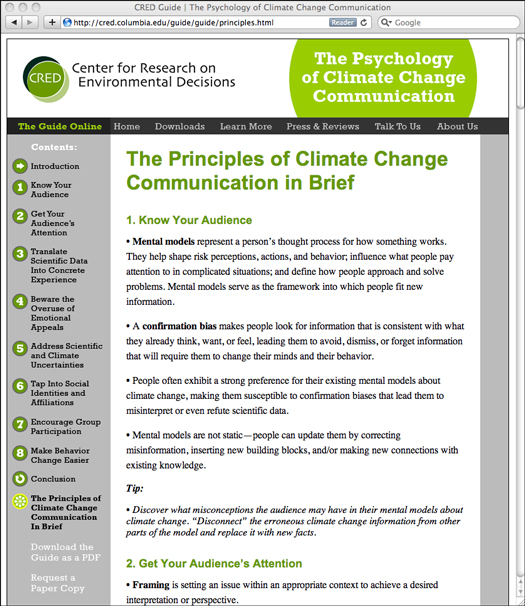 CRED Guide | The Psychology of Climate Change Communication
http://cred.columbia.edu/guide/guide/principles.html
Reader
Google
CRED
Center for Research on
Environmental Decisions
The Psychology
of Climate Change
Communication
The Guide Online
Home
Downloads
Learn More
Press & Reviews
Talk To Us
About Us
Contents:
Introduction
1 Know Your
Audience
2 Get Your
Audience's
Attention
3 Translate
Scientific Data
Into Concrete
Experience
4 Beware the
Overuse of
Emotional
Appeals
5 Address Scientific
and Climate
Uncertainties
6 Tap Into Social
Identities and
Affiliations
7 Encourage Group
Participation
8 Make Behavior
Change Easier
Conclusion
The Principles of
Climate Change
Communication
In Brief
Download the
Guide as a PDF
Request a
Paper Copy
The Principles of Climate Change
Communication in Brief
1. Know Your Audience
• Mental models represent a person's thought process for how something works.
They help shape risk perceptions, actions, and behavior; influence what people pay
attention to in complicated situations; and define how people approach and solve
problems. Mental models serve as the framework into which people fit new
information.
• A confirmation bias makes people look for information that is consistent with what
they already think, want, or feel, leading them to avoid, dismiss, or forget information
that will require them to change their minds and their behavior.
• People often exhibit a strong preference for their existing mental models about
climate change, making them susceptible to confirmation biases that lead them to
misinterpret or even refute scientific data.
• Mental models are not static—people can update them by correcting
misinformation, inserting new building blocks, and/or making new connections with
existing knowledge.
Tip:
• Discover what misconceptions the audience may have in their mental models about
climate change. “Disconnect” the erroneous climate change information from other
parts of the model and replace it with new facts.
2. Get Your Audience's Attention
• Framing is setting an issue within an appropriate context to achieve a desired
interpretation or perspective.